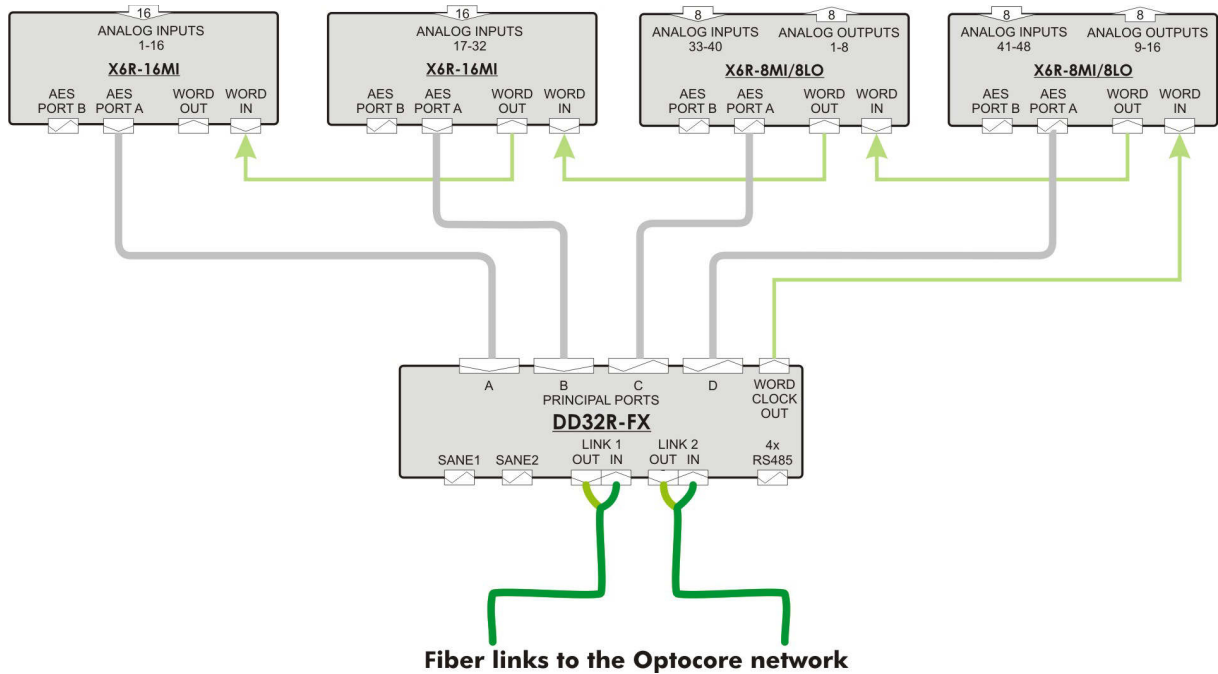 16
ANALOG INPUTS
1-16
X6R-16MI
AES PORT B
AES PORT A
WORD OUT
WORD IN
16
ANALOG INPUTS
17-32
X6R-16MI
AES PORT B
AES PORT A
WORD OUT
WORD IN
8
ANALOG INPUTS
33-40
8
ANALOG OUTPUTS
1-8
X6R-8MI/8LO
AES PORT B
AES PORT A
WORD OUT
WORD IN
8
ANALOG INPUTS
41-48
8
ANALOG OUTPUTS
9-16
X6R-8MI/8LO
AES PORT B
AES PORT A
WORD OUT
WORD IN
A
B
C
D
PRINCIPAL PORTS
WORD
CLOCK
OUT
DD32R-FX
SANE1
SANE2
LINK 1
OUT IN
LINK 2
OUT IN
4x
RS485
Fiber links to the Optocore network